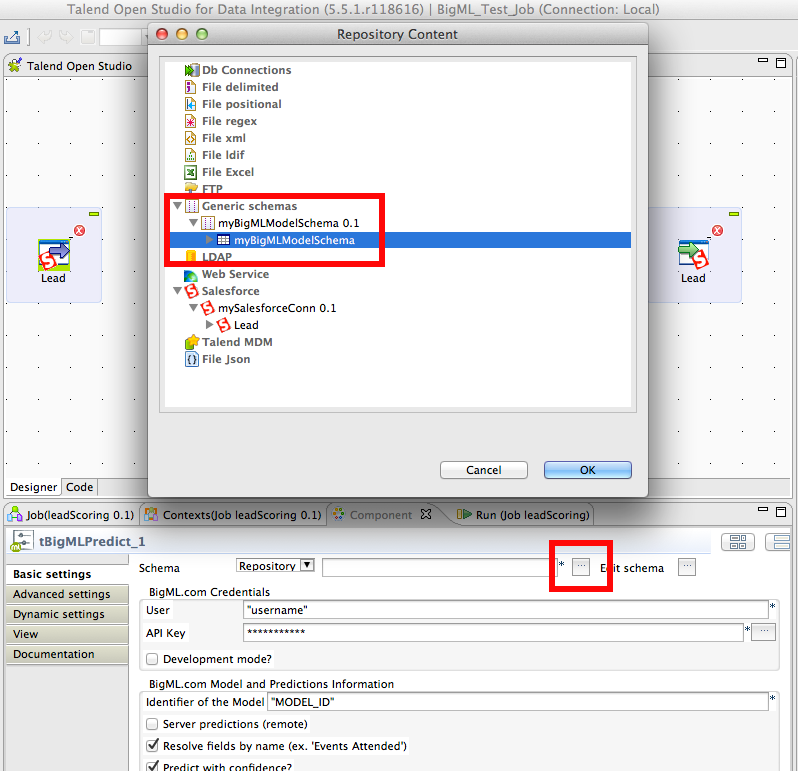 Talend Open Studio for Data Integration (5.5.1.r118616) | BigML_Test_Job (Connection: Local)
Repository Content
Talend Open Studio
Db Connections
File delimited
File positional
File regex
File xml
File ldif
File Excel
FTP
Generic schemas
myBigMLModelSchema 0.1
myBigMLModelSchema
LDAP
Web Service
Salesforce
mySalesforceConn 0.1
Lead
Talend MDM
File Json
Lead
Lead
Cancel
OK
Designer
Code
Job(leadScoring 0.1)
Contexts(Job leadScoring 0.1)
Component
Run (Job leadScoring)
tBigMLPredict_1
Basic settings
Advanced settings
Dynamic settings
View
Documentation
Schema
Repository
* ...
Edit schema
...
BigML.com Credentials
User
"username"
*
API Key
***********
* ...
Development mode?
BigML.com Model and Predictions Information
Identifier of the Model
"MODEL_ID"
*
Server predictions (remote)
Resolve fields by name (ex. 'Events Attended')
Predict with confidence?